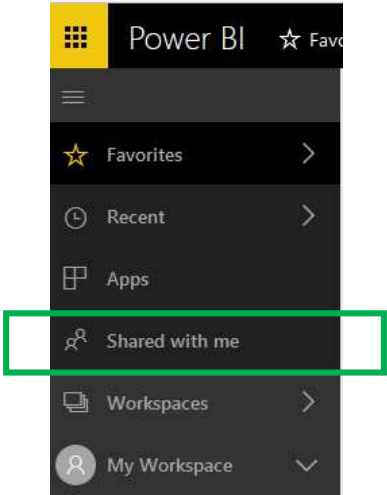 Power BI Favo
Favorites
Recent
Apps
Shared with me
Workspaces
My Workspace